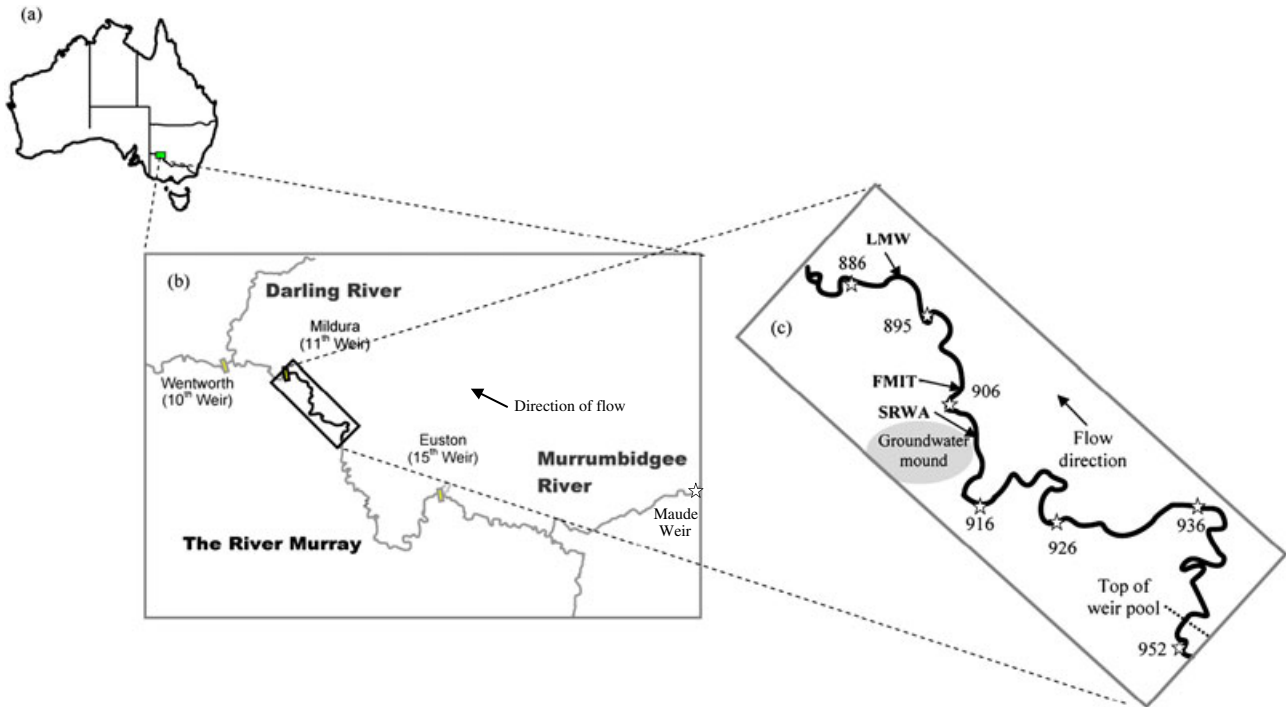 (a)
(b)
Darling River
Mildura
(11th Weir)
Wentworth
(10th Weir)
Direction of flow
Euston
(15th Weir)
Murrumbidgee
River
Maude
Weir
The River Murray
(c)
LMW
886
895
FMIT
906
SRWA
Groundwater
mound
Flow
direction
916
926
936
Top of
weir pool
952